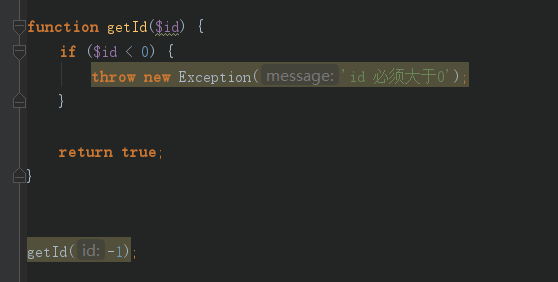 function getId($id) {
if ($id < 0) {
throw new Exception( message: 'id 必须大于0');
}
return true;
}
getId( id: -1);